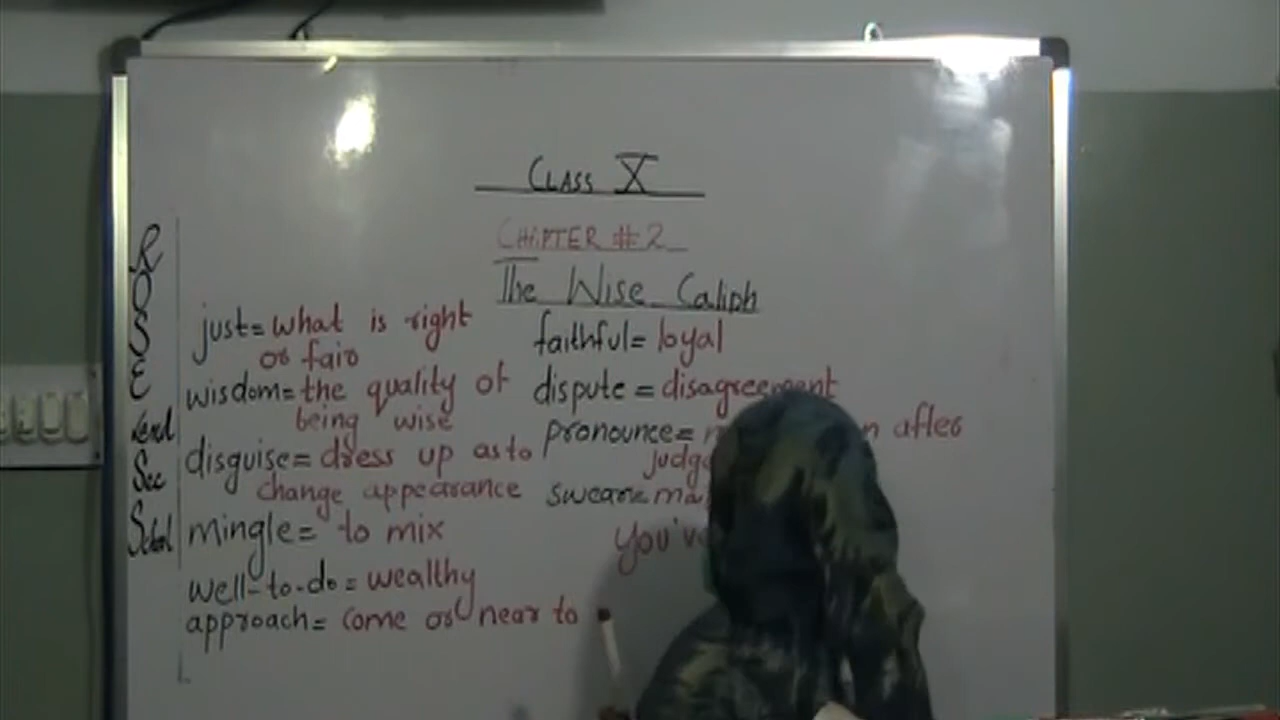 CLASS X
CHAPTER # 2
The Wise Caliph
ROSE
Sec
School
just= what is right
or fair
wisdom= the quality of
being wise
disguise= dress up as to
change appearance
mingle= to mix
well-to-do= wealthy
approach= come or near to
faithful= loyal
dispute = disagreement
pronounce= after
swear=
You'v